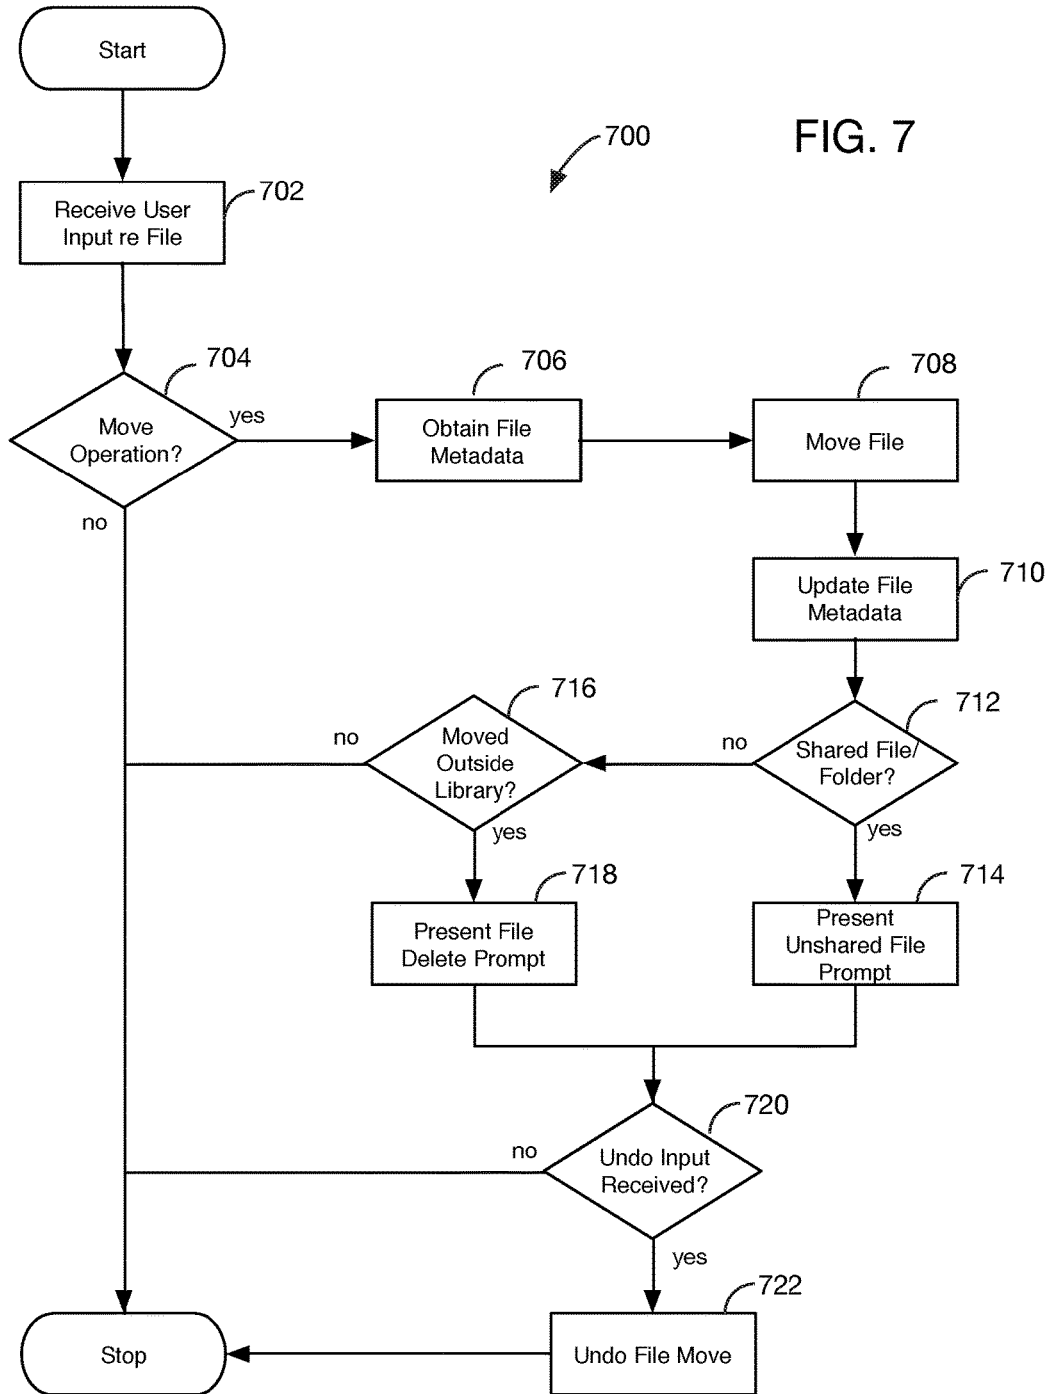 Start
700
FIG. 7
702
Receive User
Input re File
704
Move
Operation?
yes
no
706
Obtain File
Metadata
708
Move File
710
Update File
Metadata
712
Shared File/
Folder?
no
yes
716
Moved
Outside
Library?
no
yes
718
Present File
Delete Prompt
714
Present
Unshared File
Prompt
720
Undo Input
Received?
no
yes
722
Undo File Move
Stop